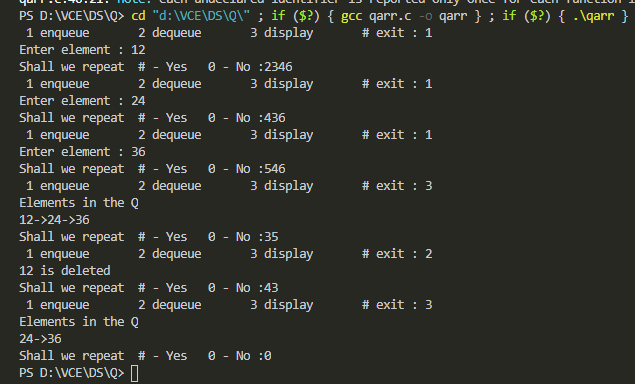 qarr.c:40:21: note: each undeclared identifier is reported only once for each function i
PS D:\VCE\DS\Q> cd "d:\VCE\DS\Q\" ; if ($?) { gcc qarr.c -o qarr } ; if ($?) { .\qarr }
1 enqueue 2 dequeue 3 display # exit : 1
Enter element : 12
Shall we repeat # - Yes 0 - No :2346
1 enqueue 2 dequeue 3 display # exit : 1
Enter element : 24
Shall we repeat # - Yes 0 - No :436
1 enqueue 2 dequeue 3 display # exit : 1
Enter element : 36
Shall we repeat # - Yes 0 - No :546
1 enqueue 2 dequeue 3 display # exit : 3
Elements in the Q
12->24->36
Shall we repeat # - Yes 0 - No :35
1 enqueue 2 dequeue 3 display # exit : 2
12 is deleted
Shall we repeat # - Yes 0 - No :43
1 enqueue 2 dequeue 3 display # exit : 3
Elements in the Q
24->36
Shall we repeat # - Yes 0 - No :0
PS D:\VCE\DS\Q>